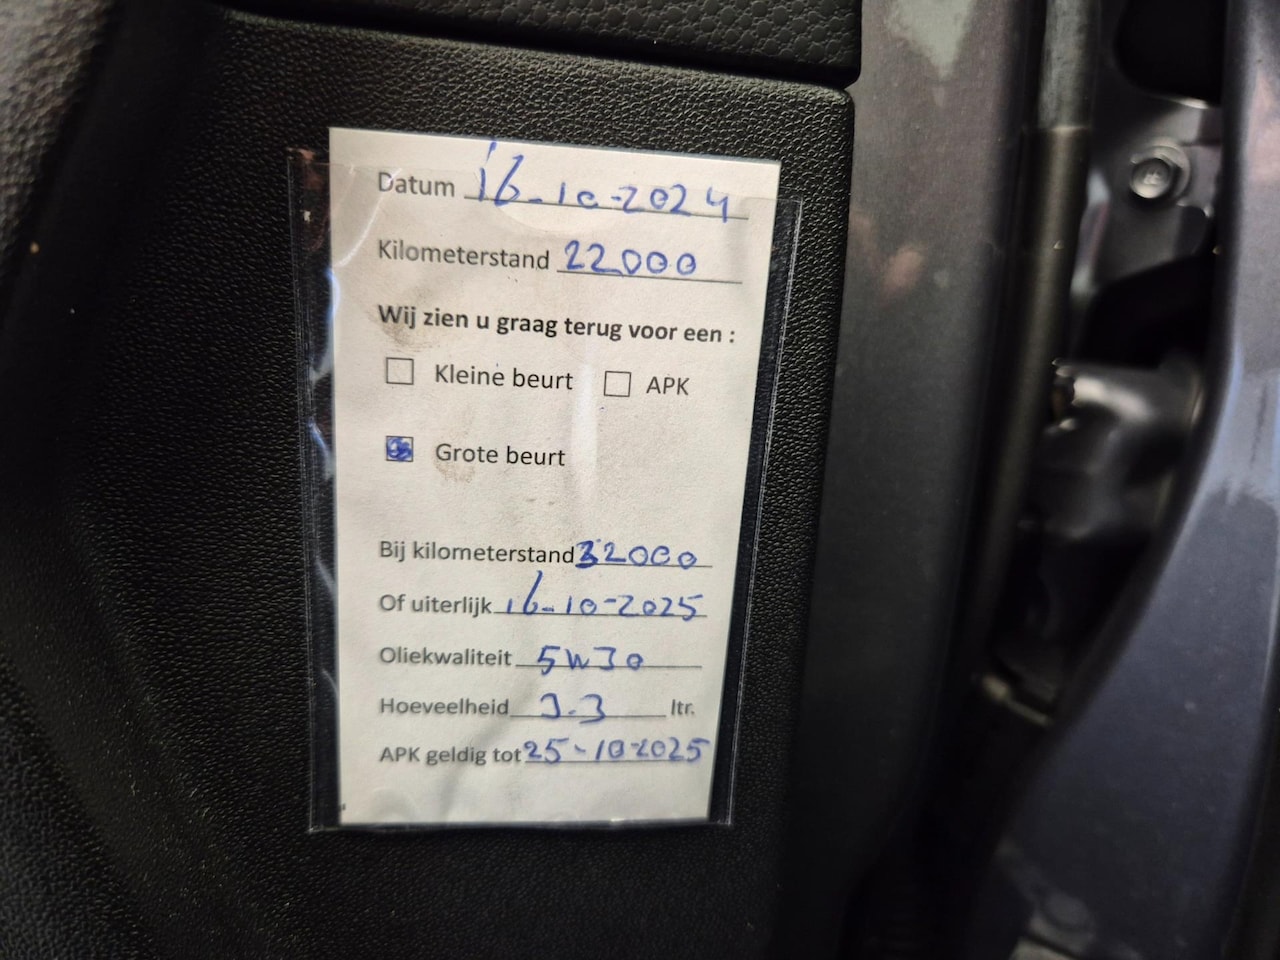 Datum 16-10-2024
Kilometerstand 22000
Wij zien u graag terug voor een :
Kleine beurt APK
Grote beurt
Bij kilometerstand 32000
Of uiterlijk 16-10-2025
Oliekwaliteit 5W30
Hoeveelheid 3.3 ltr.
APK geldig tot 25-10-2025